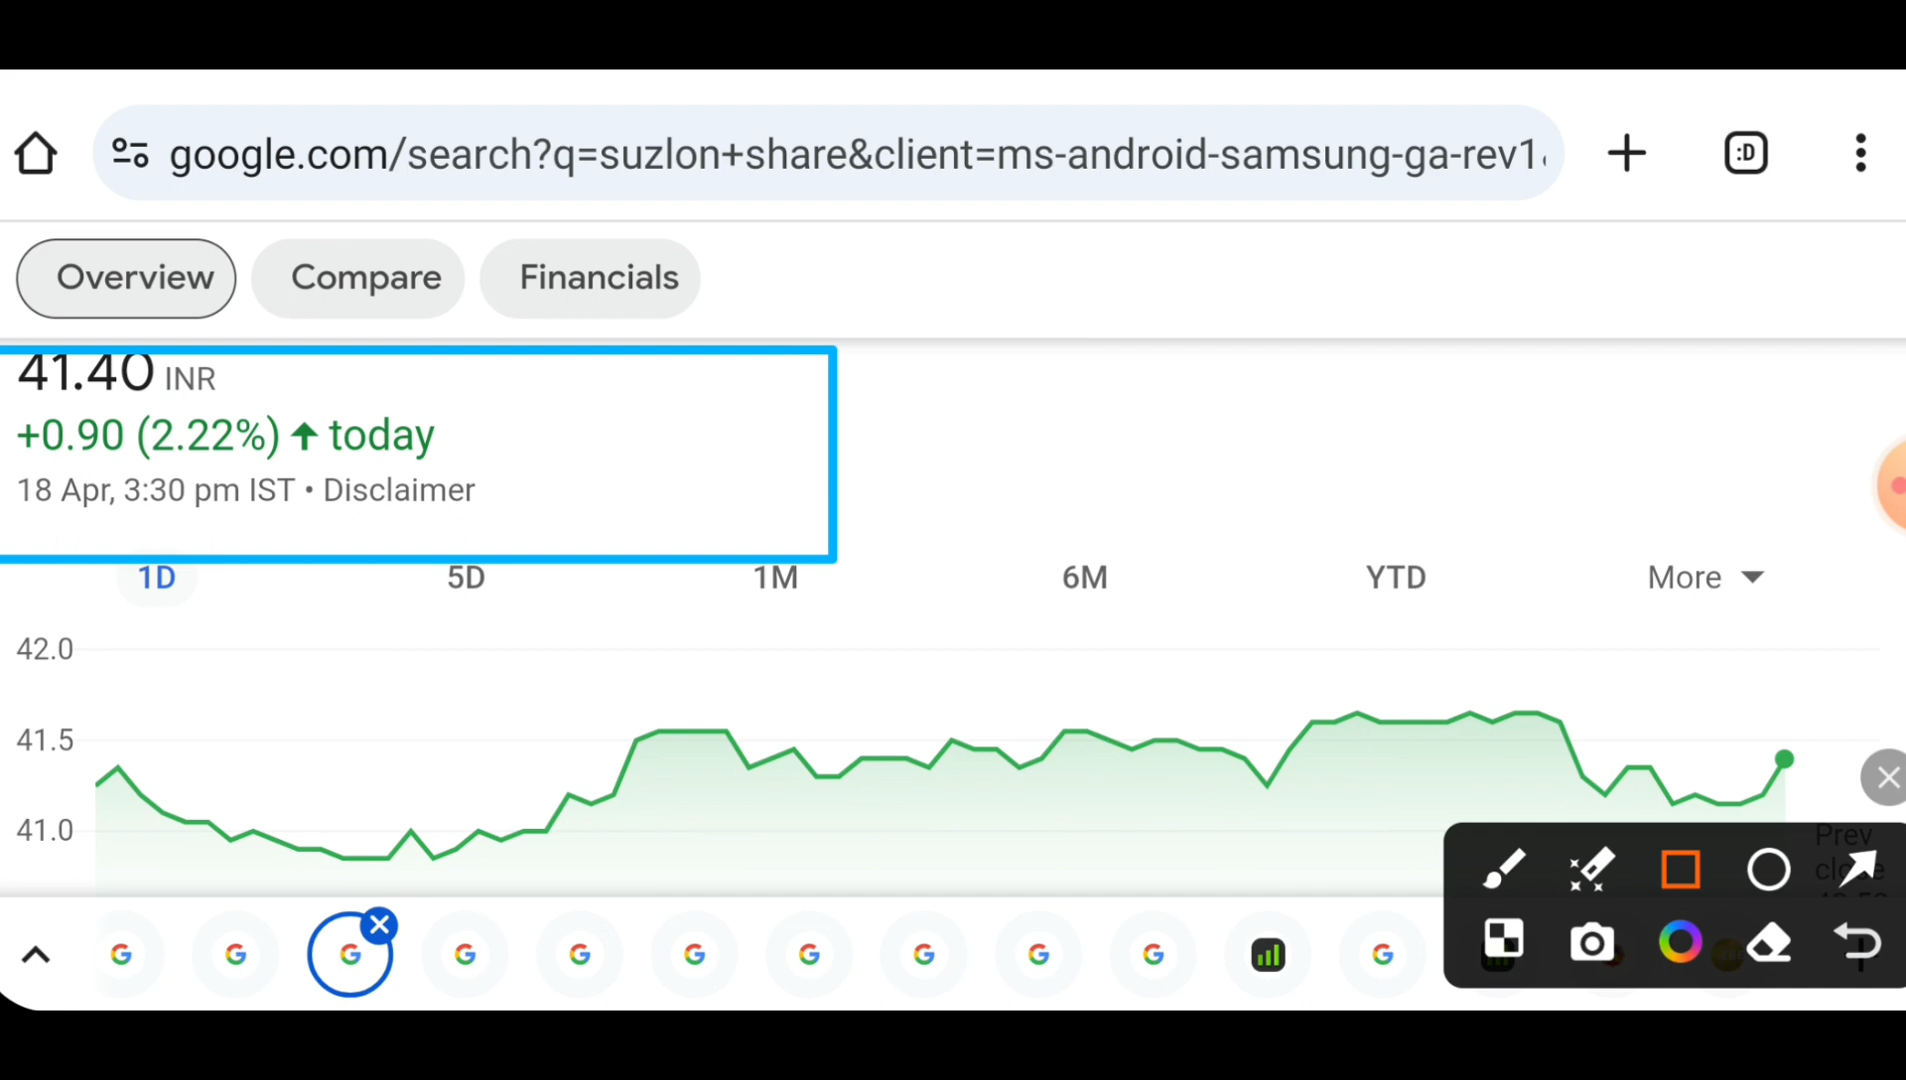 google.com/search?q=suzlon+share&client=ms-android-samsung-ga-rev1
:D
Overview Compare Financials
41.40 INR
+0.90 (2.22%) today
18 Apr, 3:30 pm IST • Disclaimer
1D 5D 1M 6M YTD More
42.0
41.5
41.0
Prev